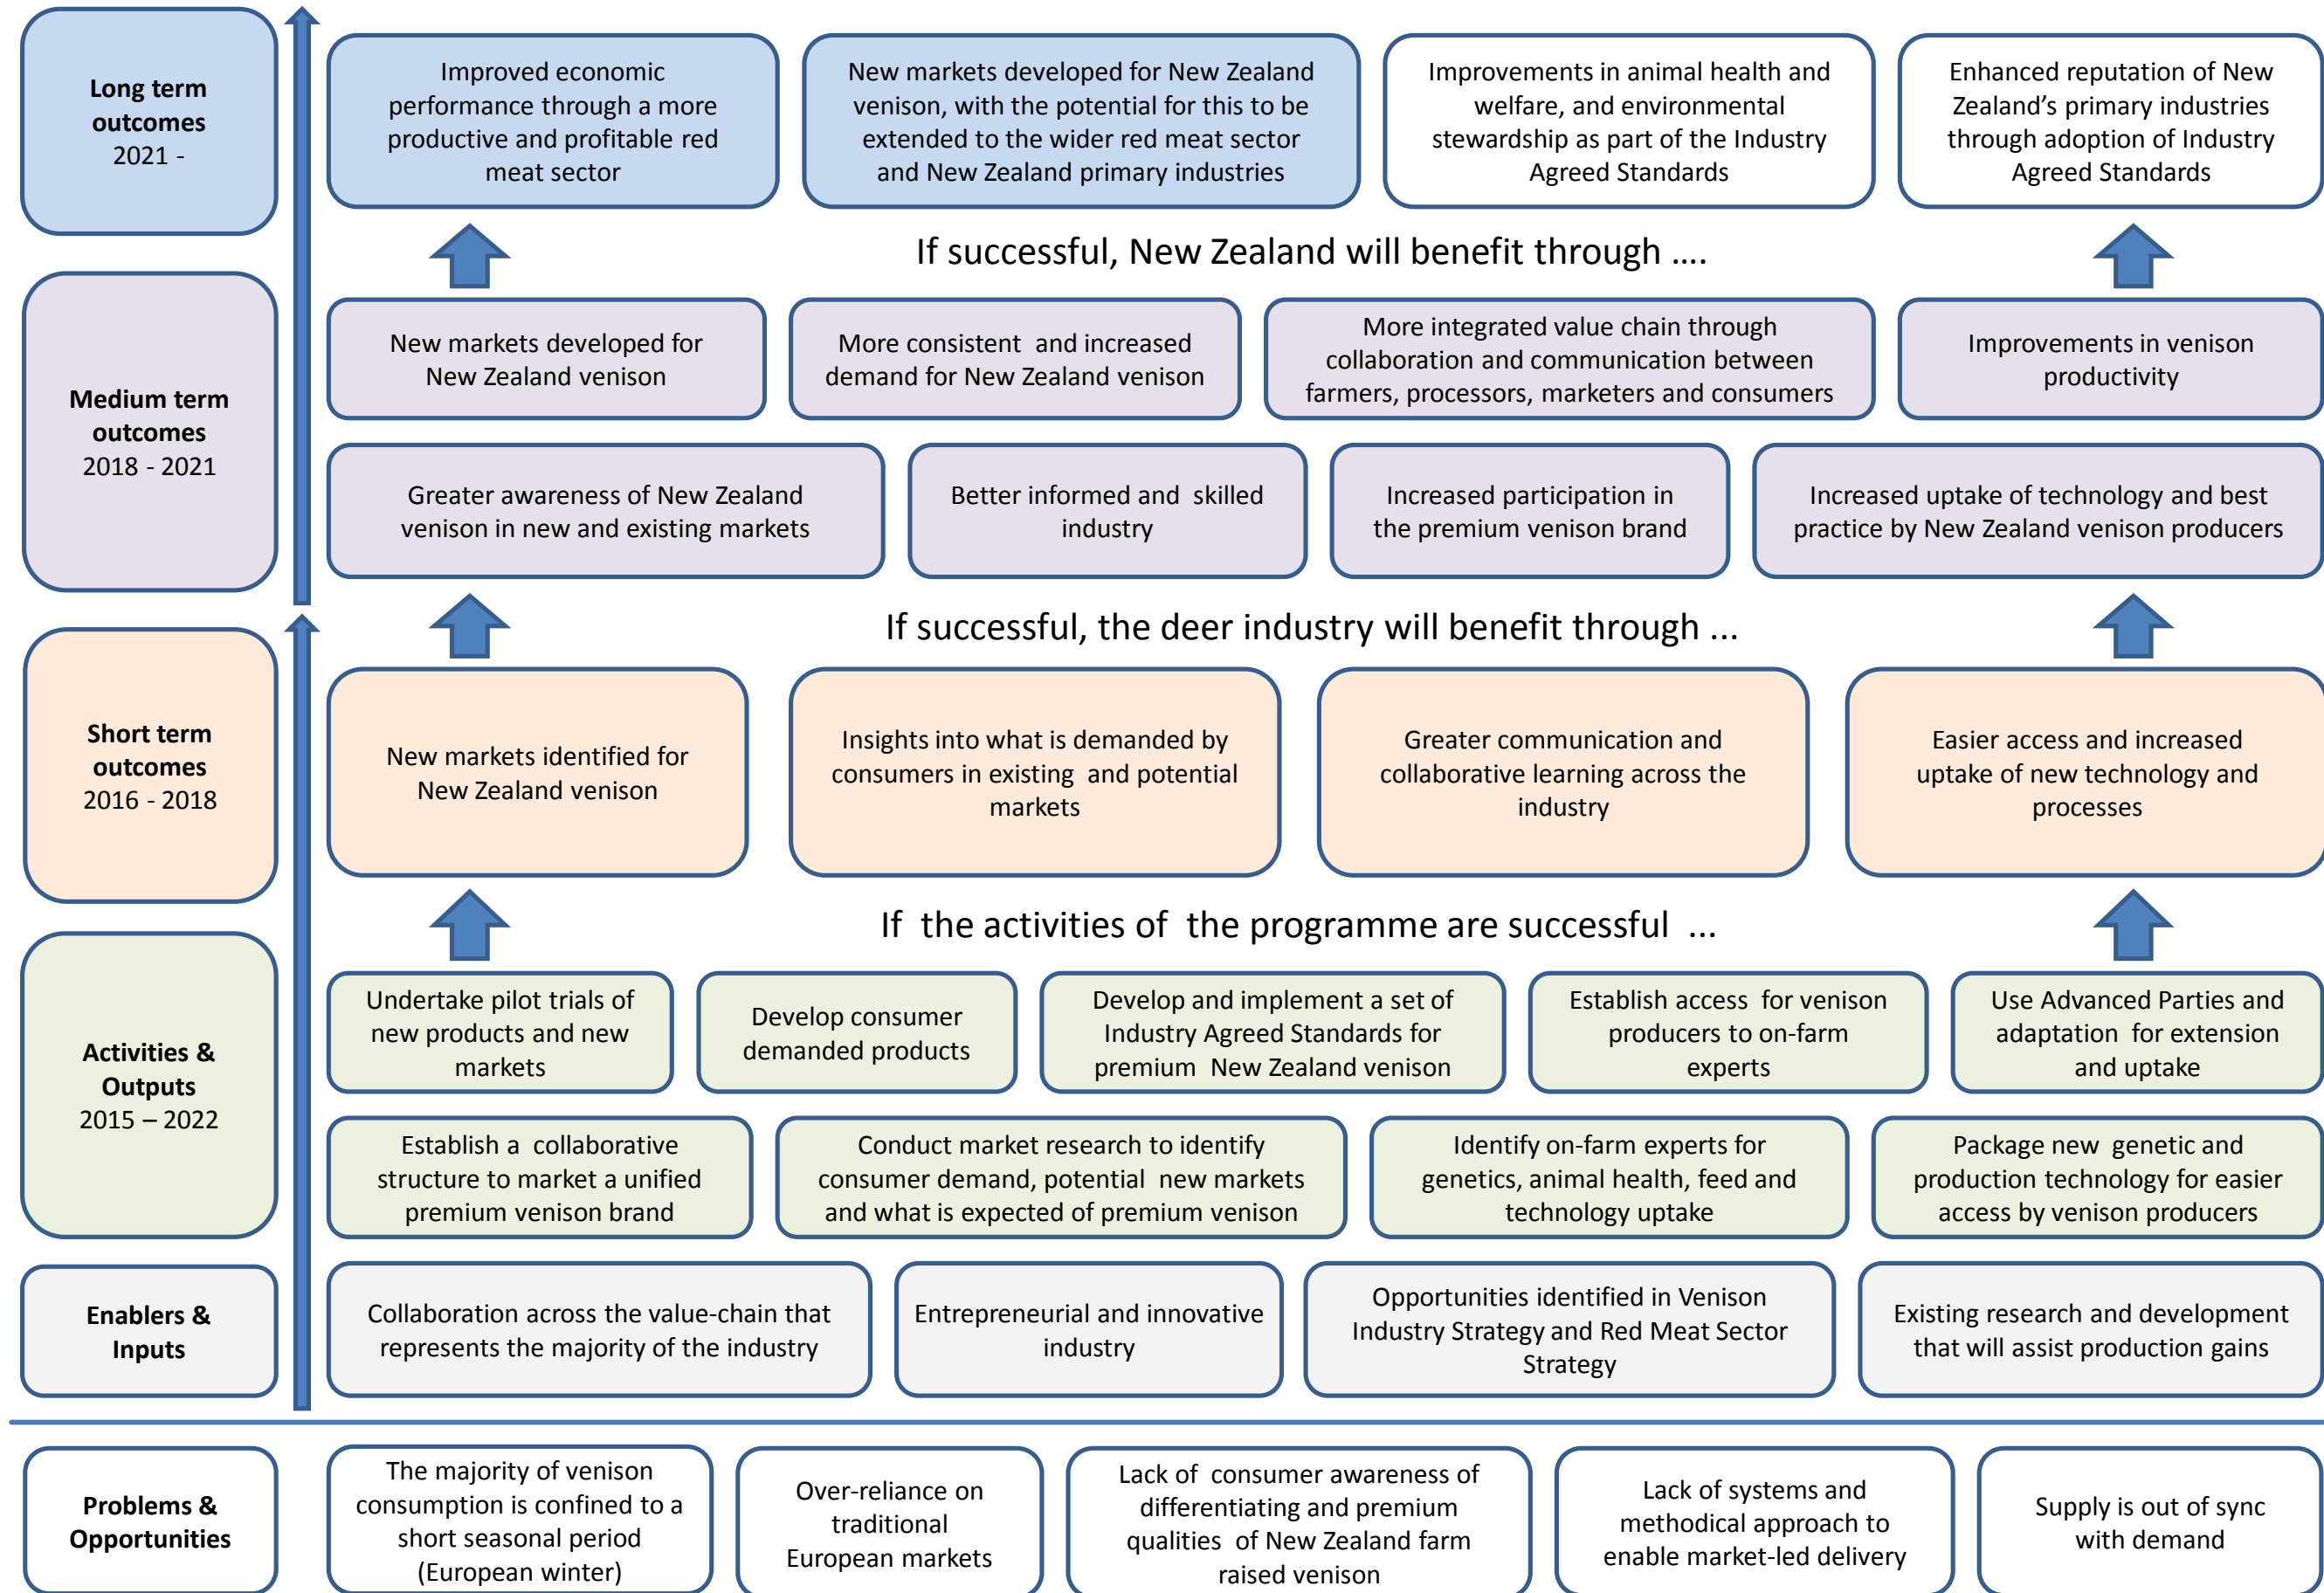 Long term
outcomes
2021 -
Improved economic
performance through a more
productive and profitable red
meat sector
New markets developed for New Zealand
venison, with the potential for this to be
extended to the wider red meat sector
and New Zealand primary industries
Improvements in animal health and
welfare, and environmental
stewardship as part of the Industry
Agreed Standards
Enhanced reputation of New
Zealand’s primary industries
through adoption of Industry
Agreed Standards
If successful, New Zealand will benefit through ....
Medium term
outcomes
2018 - 2021
New markets developed for
New Zealand venison
More consistent and increased
demand for New Zealand venison
More integrated value chain through
collaboration and communication between
farmers, processors, marketers and consumers
Improvements in venison
productivity
Greater awareness of New Zealand
venison in new and existing markets
Better informed and skilled
industry
Increased participation in
the premium venison brand
Increased uptake of technology and best
practice by New Zealand venison producers
If successful, the deer industry will benefit through ...
Short term
outcomes
2016 - 2018
New markets identified for
New Zealand venison
Insights into what is demanded by
consumers in existing and potential
markets
Greater communication and
collaborative learning across the
industry
Easier access and increased
uptake of new technology and
processes
If the activities of the programme are successful ...
Activities &
Outputs
2015 – 2022
Undertake pilot trials of
new products and new
markets
Develop consumer
demanded products
Develop and implement a set of
Industry Agreed Standards for
premium New Zealand venison
Establish access for venison
producers to on-farm
experts
Use Advanced Parties and
adaptation for extension
and uptake
Establish a collaborative
structure to market a unified
premium venison brand
Conduct market research to identify
consumer demand, potential new markets
and what is expected of premium venison
Identify on-farm experts for
genetics, animal health, feed and
technology uptake
Package new genetic and
production technology for easier
access by venison producers
Enablers &
Inputs
Collaboration across the value-chain that
represents the majority of the industry
Entrepreneurial and innovative
industry
Opportunities identified in Venison
Industry Strategy and Red Meat Sector
Strategy
Existing research and development
that will assist production gains
Problems &
Opportunities
The majority of venison
consumption is confined to a
short seasonal period
(European winter)
Over-reliance on
traditional
European markets
Lack of consumer awareness of
differentiating and premium
qualities of New Zealand farm
raised venison
Lack of systems and
methodical approach to
enable market-led delivery
Supply is out of sync
with demand